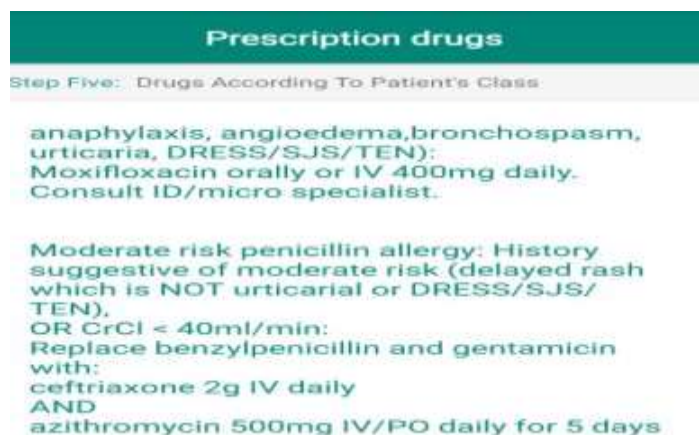 Prescription drugs
Step Five: Drugs According To Patient's Class
anaphylaxis, angioedema,bronchospasm,
urticaria, DRESS/SJS/TEN):
Moxifloxacin orally or IV 400mg daily.
Consult ID/micro specialist.
Moderate risk penicillin allergy: History
suggestive of moderate risk (delayed rash
which is NOT urticarial or DRESS/SJS/
TEN),
OR CrCl < 40ml/min:
Replace benzylpenicillin and gentamicin
with:
ceftriaxone 2g IV daily
AND
azithromycin 500mg IV/PO daily for 5 days